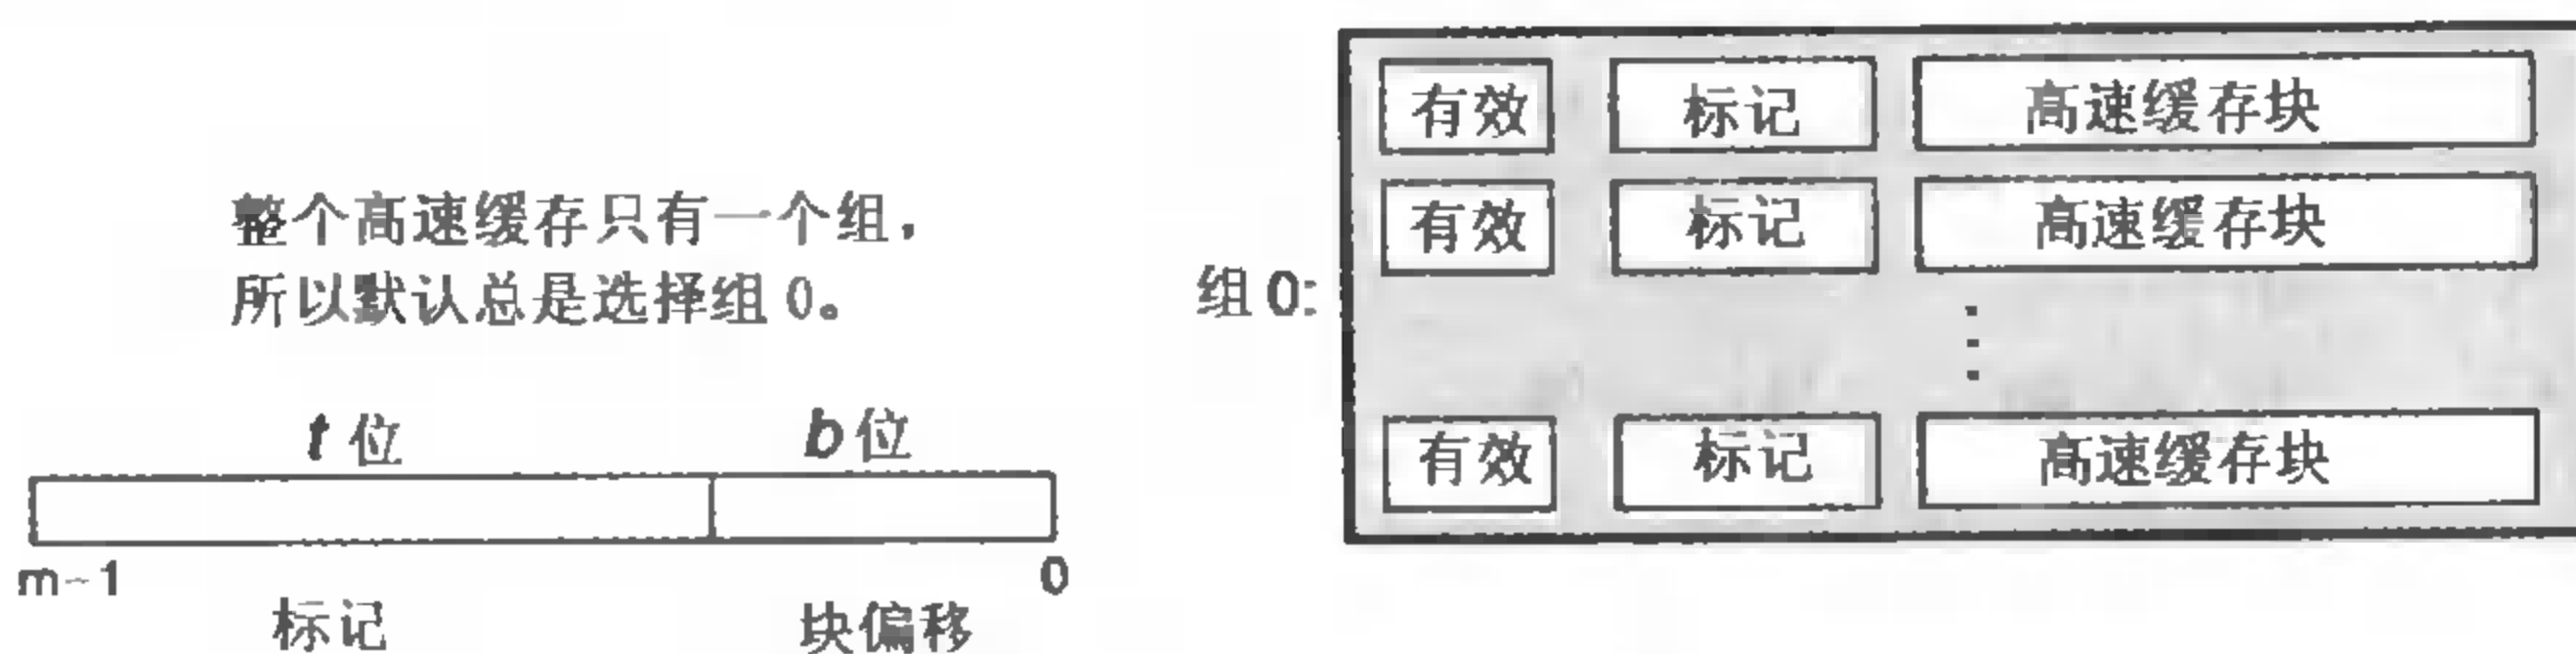 整个高速缓存只有一个组，
所以默认总是选择组 0。
t 位
b 位
m-1
0
标记
块偏移
组 0:
有效 标记 高速缓存块
有效 标记 高速缓存块
有效 标记 高速缓存块